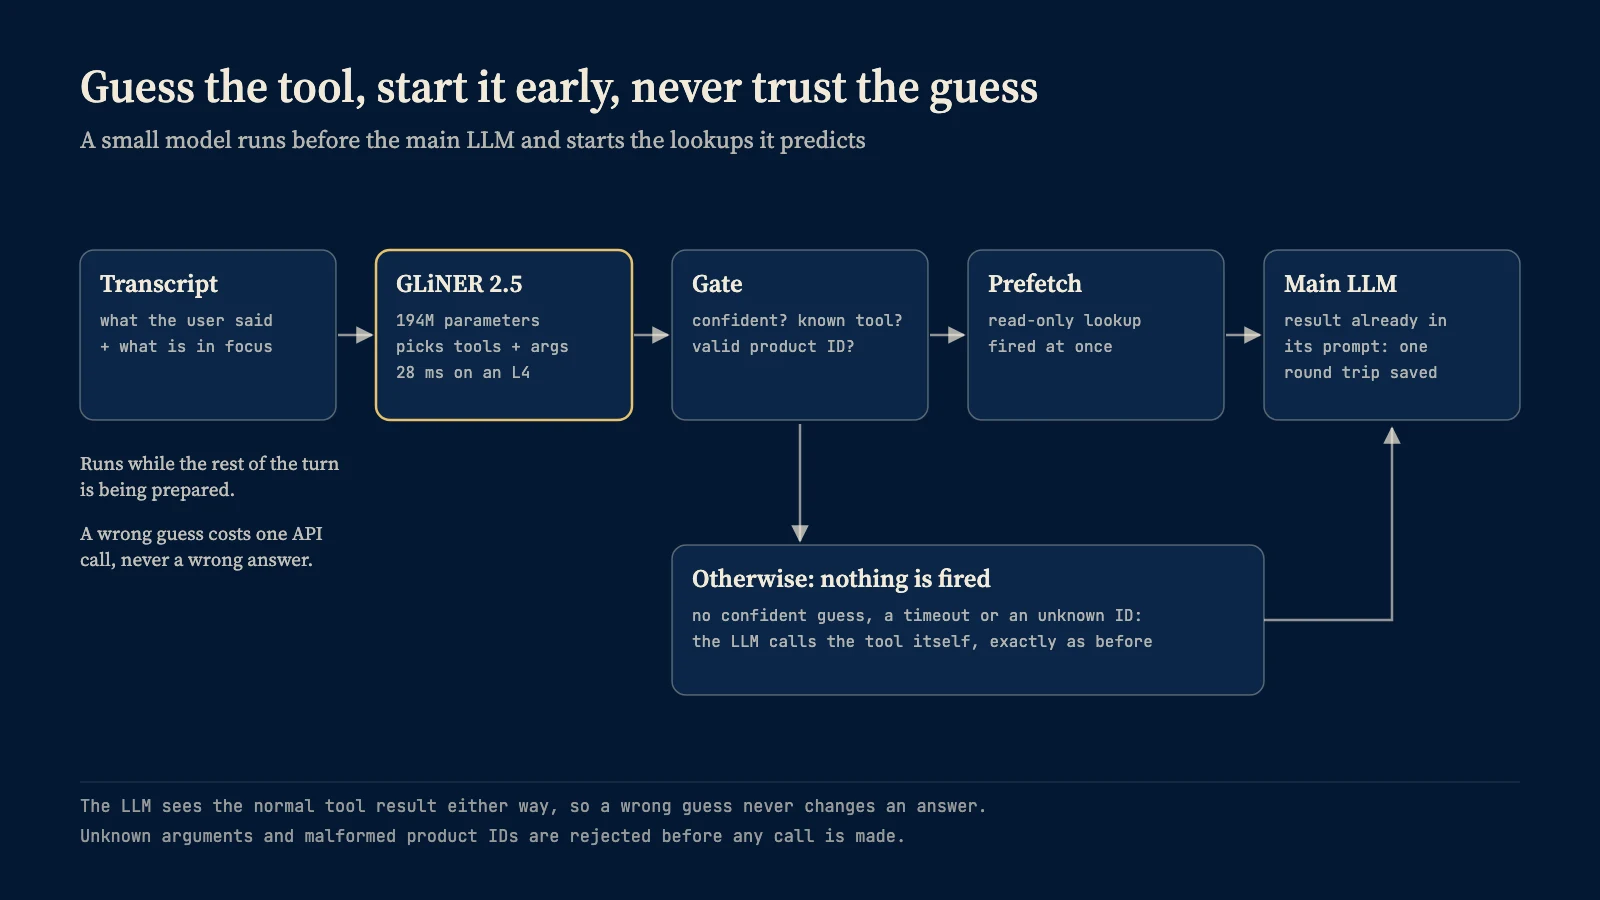 Guess the tool, start it early, never trust the guess
A small model runs before the main LLM and starts the lookups it predicts
Transcript
what the user said
+ what is in focus
GLiNER 2.5
194M parameters
picks tools + args
28 ms on an L4
Gate
confident? known tool?
valid product ID?
Prefetch
read-only lookup
fired at once
Main LLM
result already in
its prompt: one
round trip saved
Runs while the rest of the turn
is being prepared.
A wrong guess costs one API
call, never a wrong answer.
Otherwise: nothing is fired
no confident guess, a timeout or an unknown ID:
the LLM calls the tool itself, exactly as before
The LLM sees the normal tool result either way, so a wrong guess never changes an answer.
Unknown arguments and malformed product IDs are rejected before any call is made.